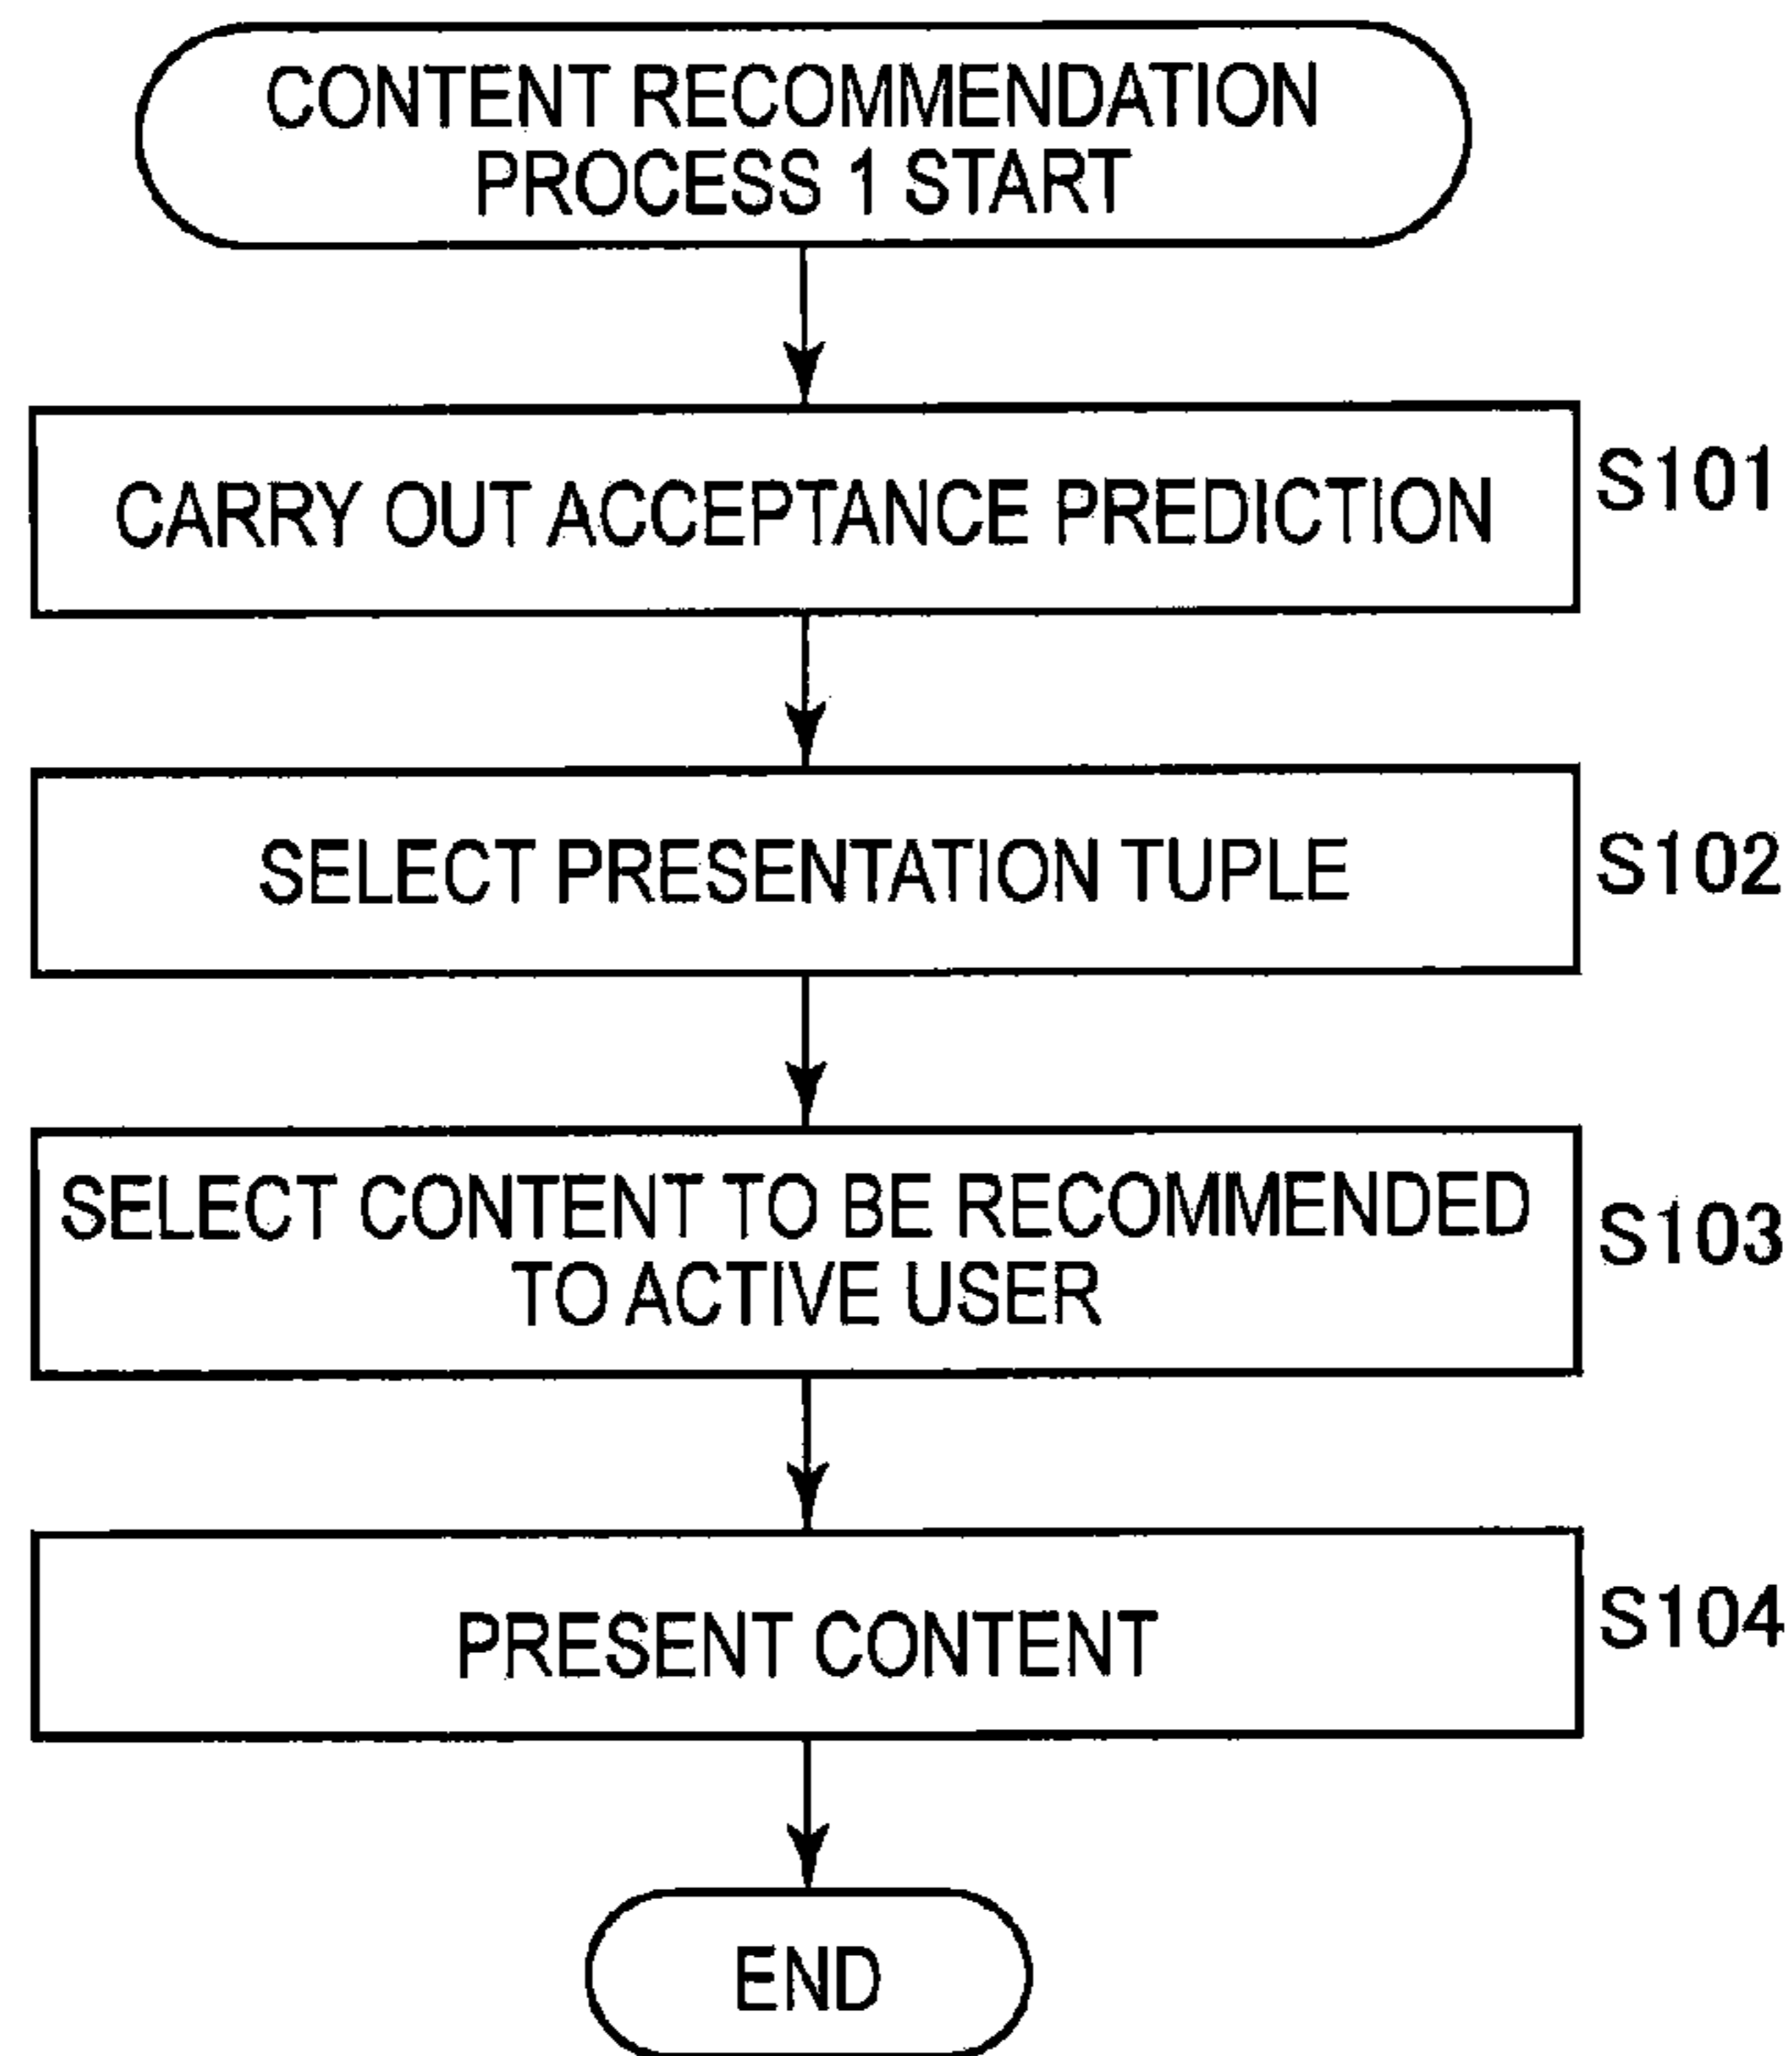 CONTENT RECOMMENDATION
PROCESS 1 START
CARRY OUT ACCEPTANCE PREDICTION
S101
SELECT PRESENTATION TUPLE
S102
SELECT CONTENT TO BE RECOMMENDED
TO ACTIVE USER
S103
PRESENT CONTENT
S104
END